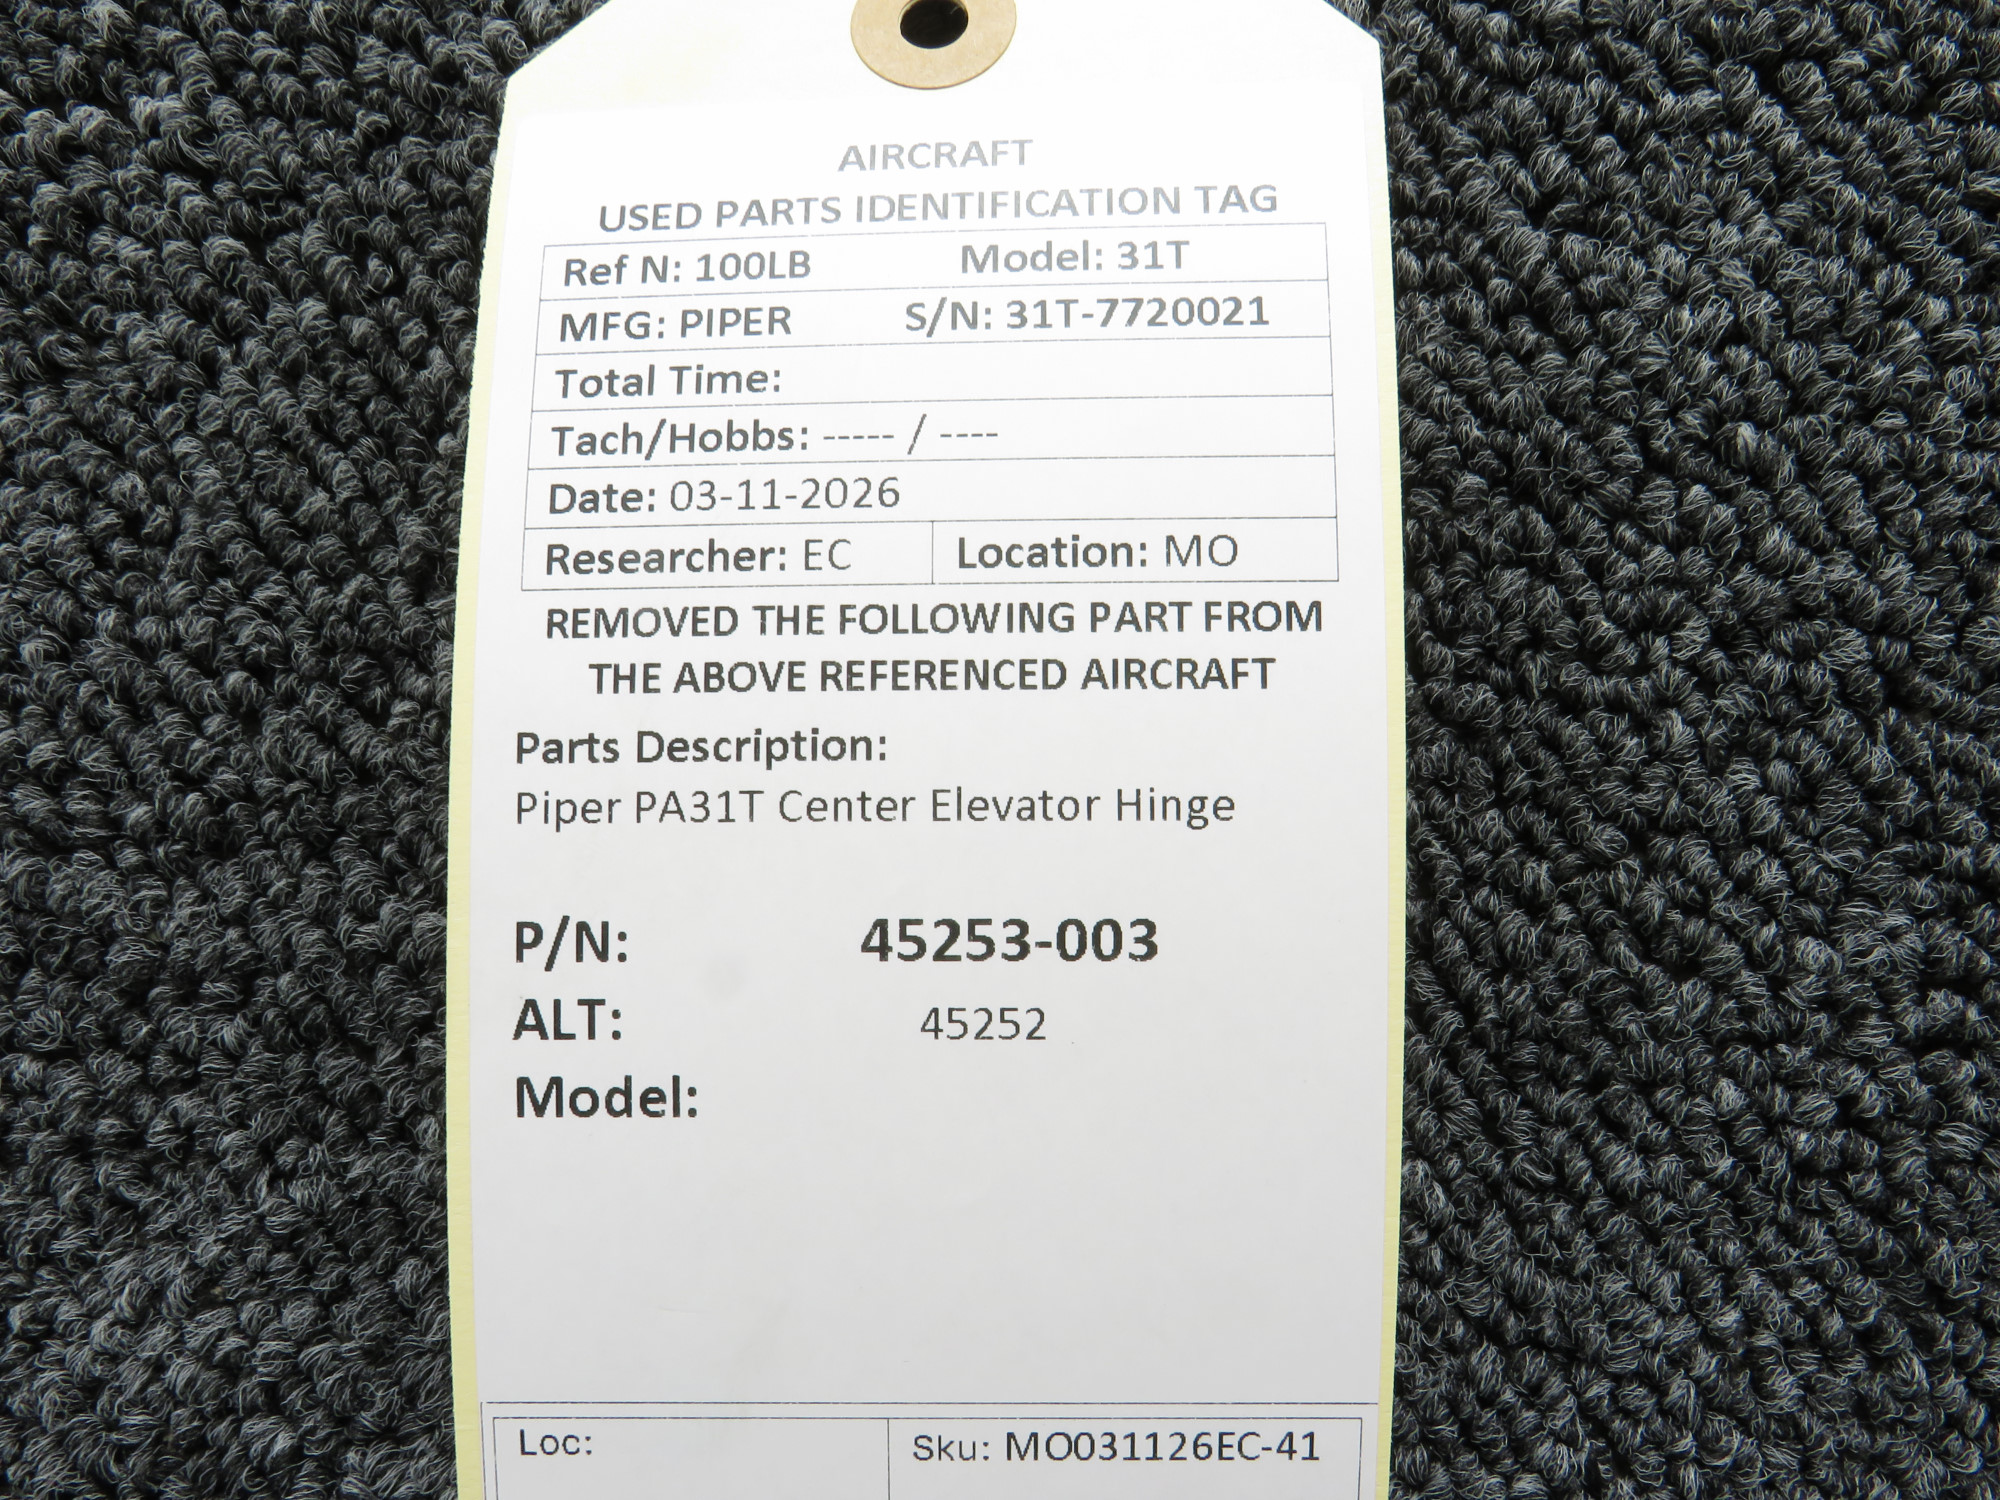 AIRCRAFT
USED PARTS IDENTIFICATION TAG
Ref N: 100LB Model: 31T
MFG: PIPER S/N: 31T-7720021
Total Time:
Tach/Hobbs: ----- / ----
Date: 03-11-2026
Researcher: EC Location: MO
REMOVED THE FOLLOWING PART FROM
THE ABOVE REFERENCED AIRCRAFT
Parts Description:
Piper PA31T Center Elevator Hinge
P/N: 45253-003
ALT: 45252
Model:
Loc: Sku: MO031126EC-41